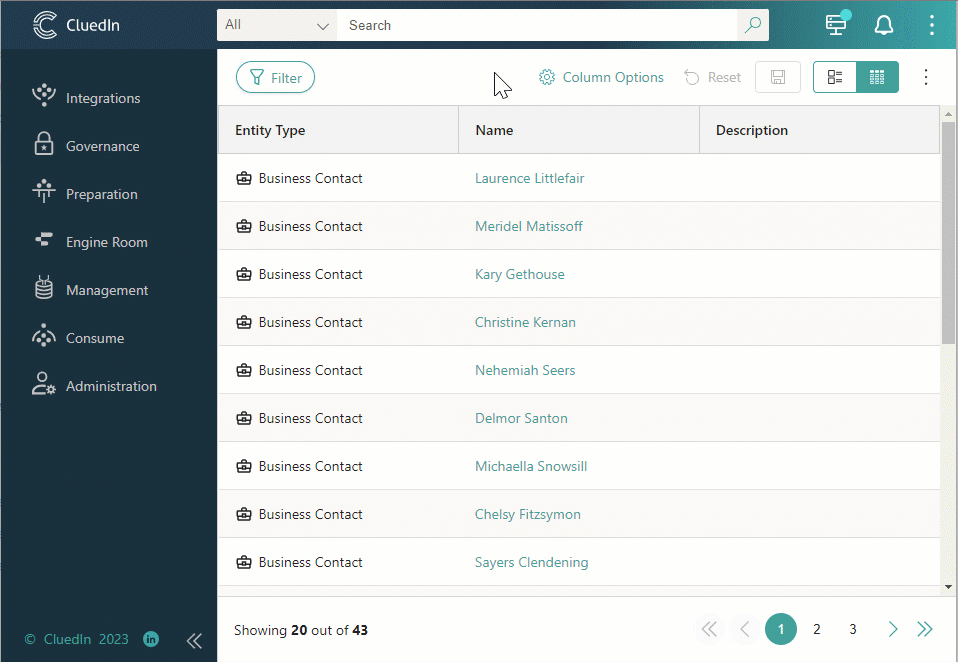 CluedIn
All
Search
Integrations
Governance
Preparation
Engine Room
Management
Consume
Administration
© CluedIn 2023
in
Filter
Column Options
Reset
Entity Type Name Description
Business Contact Laurence Littlefair
Business Contact Meridel Matissoff
Business Contact Kary Gethouse
Business Contact Christine Kernan
Business Contact Nehemiah Seers
Business Contact Delmor Santon
Business Contact Michaella Snowsill
Business Contact Chelsy Fitzsymon
Business Contact Sayers Clendening
Showing 20 out of 43
1 2 3